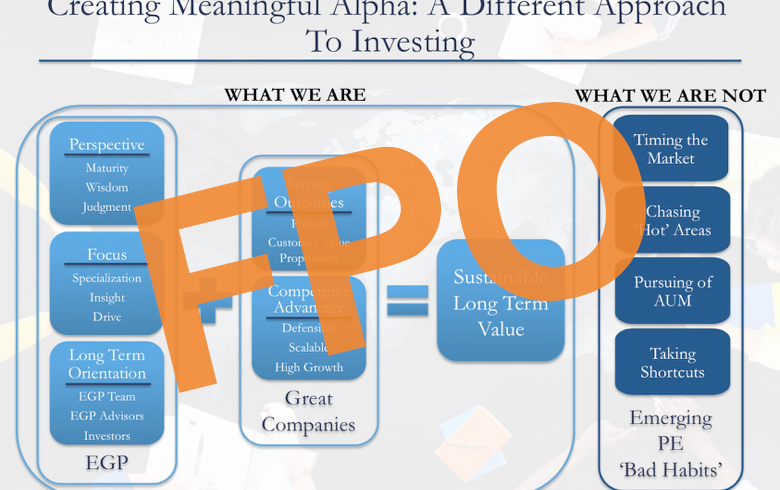 Creating Meaningful Alpha: A Different Approach
To Investing
WHAT WE ARE
Perspective
Maturity
Wisdom
Judgment
Focus
Specialization
Insight
Drive
Long Term
Orientation
EGP Team
EGP Advisors
Investors
EGP
+
Strong
Outcomes
Proven
Customer Value
Proposition
Competitive
Advantage
Defensible
Scalable
High Growth
Great
Companies
=
Sustainable
Long Term
Value
WHAT WE ARE NOT
Timing the
Market
Chasing
‘Hot’ Areas
Pursuing of
AUM
Taking
Shortcuts
Emerging
PE
‘Bad Habits’
FPO